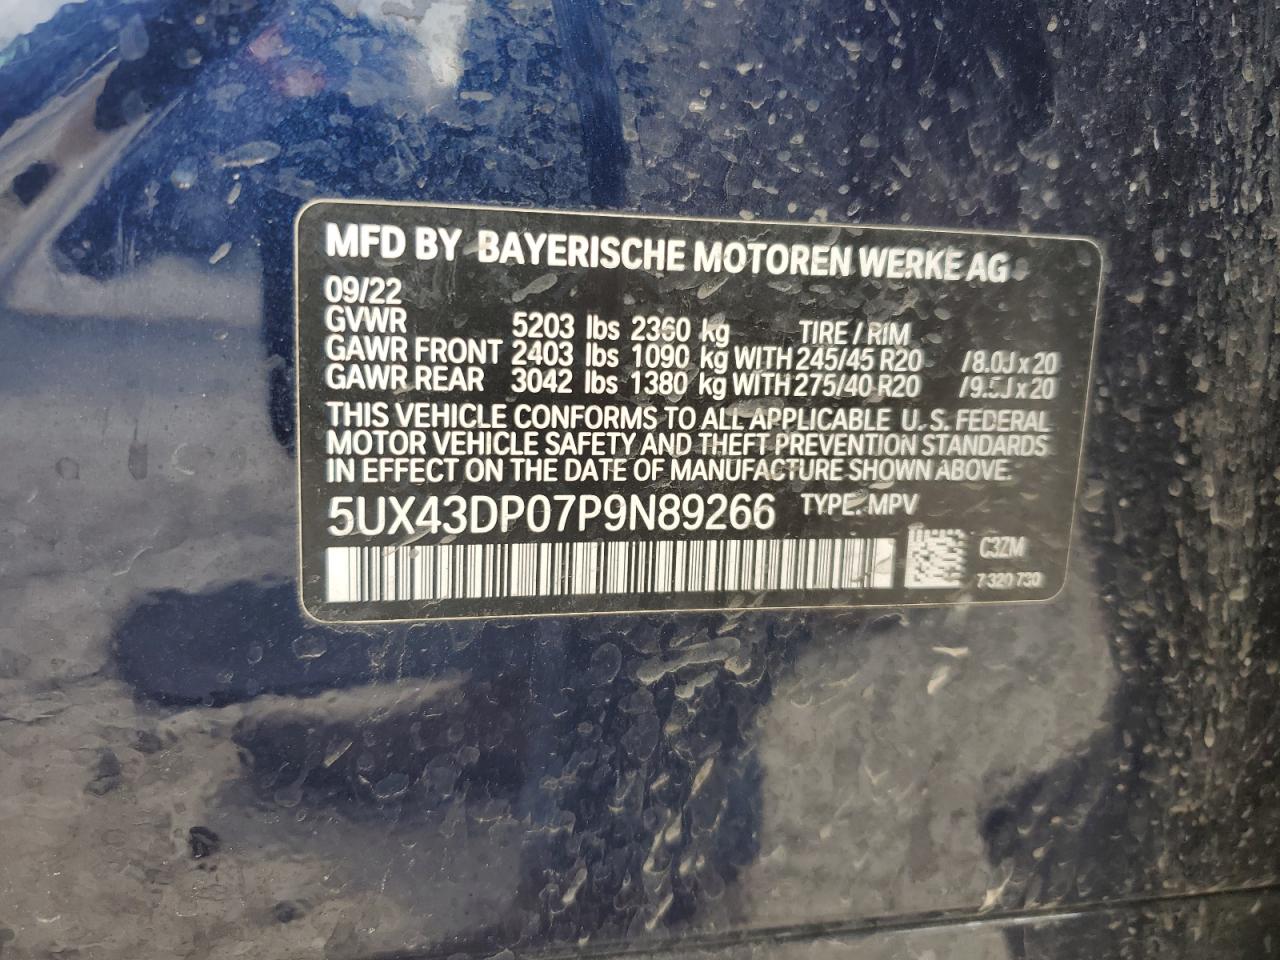 MFD BY BAYERISCHE MOTOREN WERKE AG
09/22
GVWR 5203 lbs 2360 kg TIRE / RIM
GAWR FRONT 2403 lbs 1090 kg WITH 245/45 R20 /8.0J x 20
GAWR REAR 3042 lbs 1380 kg WITH 275/40 R20 /9.5J x 20
THIS VEHICLE CONFORMS TO ALL APPLICABLE U.S. FEDERAL
MOTOR VEHICLE SAFETY AND THEFT PREVENTION STANDARDS
IN EFFECT ON THE DATE OF MANUFACTURE SHOWN ABOVE.
5UX43DP07P9N89266 TYPE: MPV
C3ZM
7 320 730